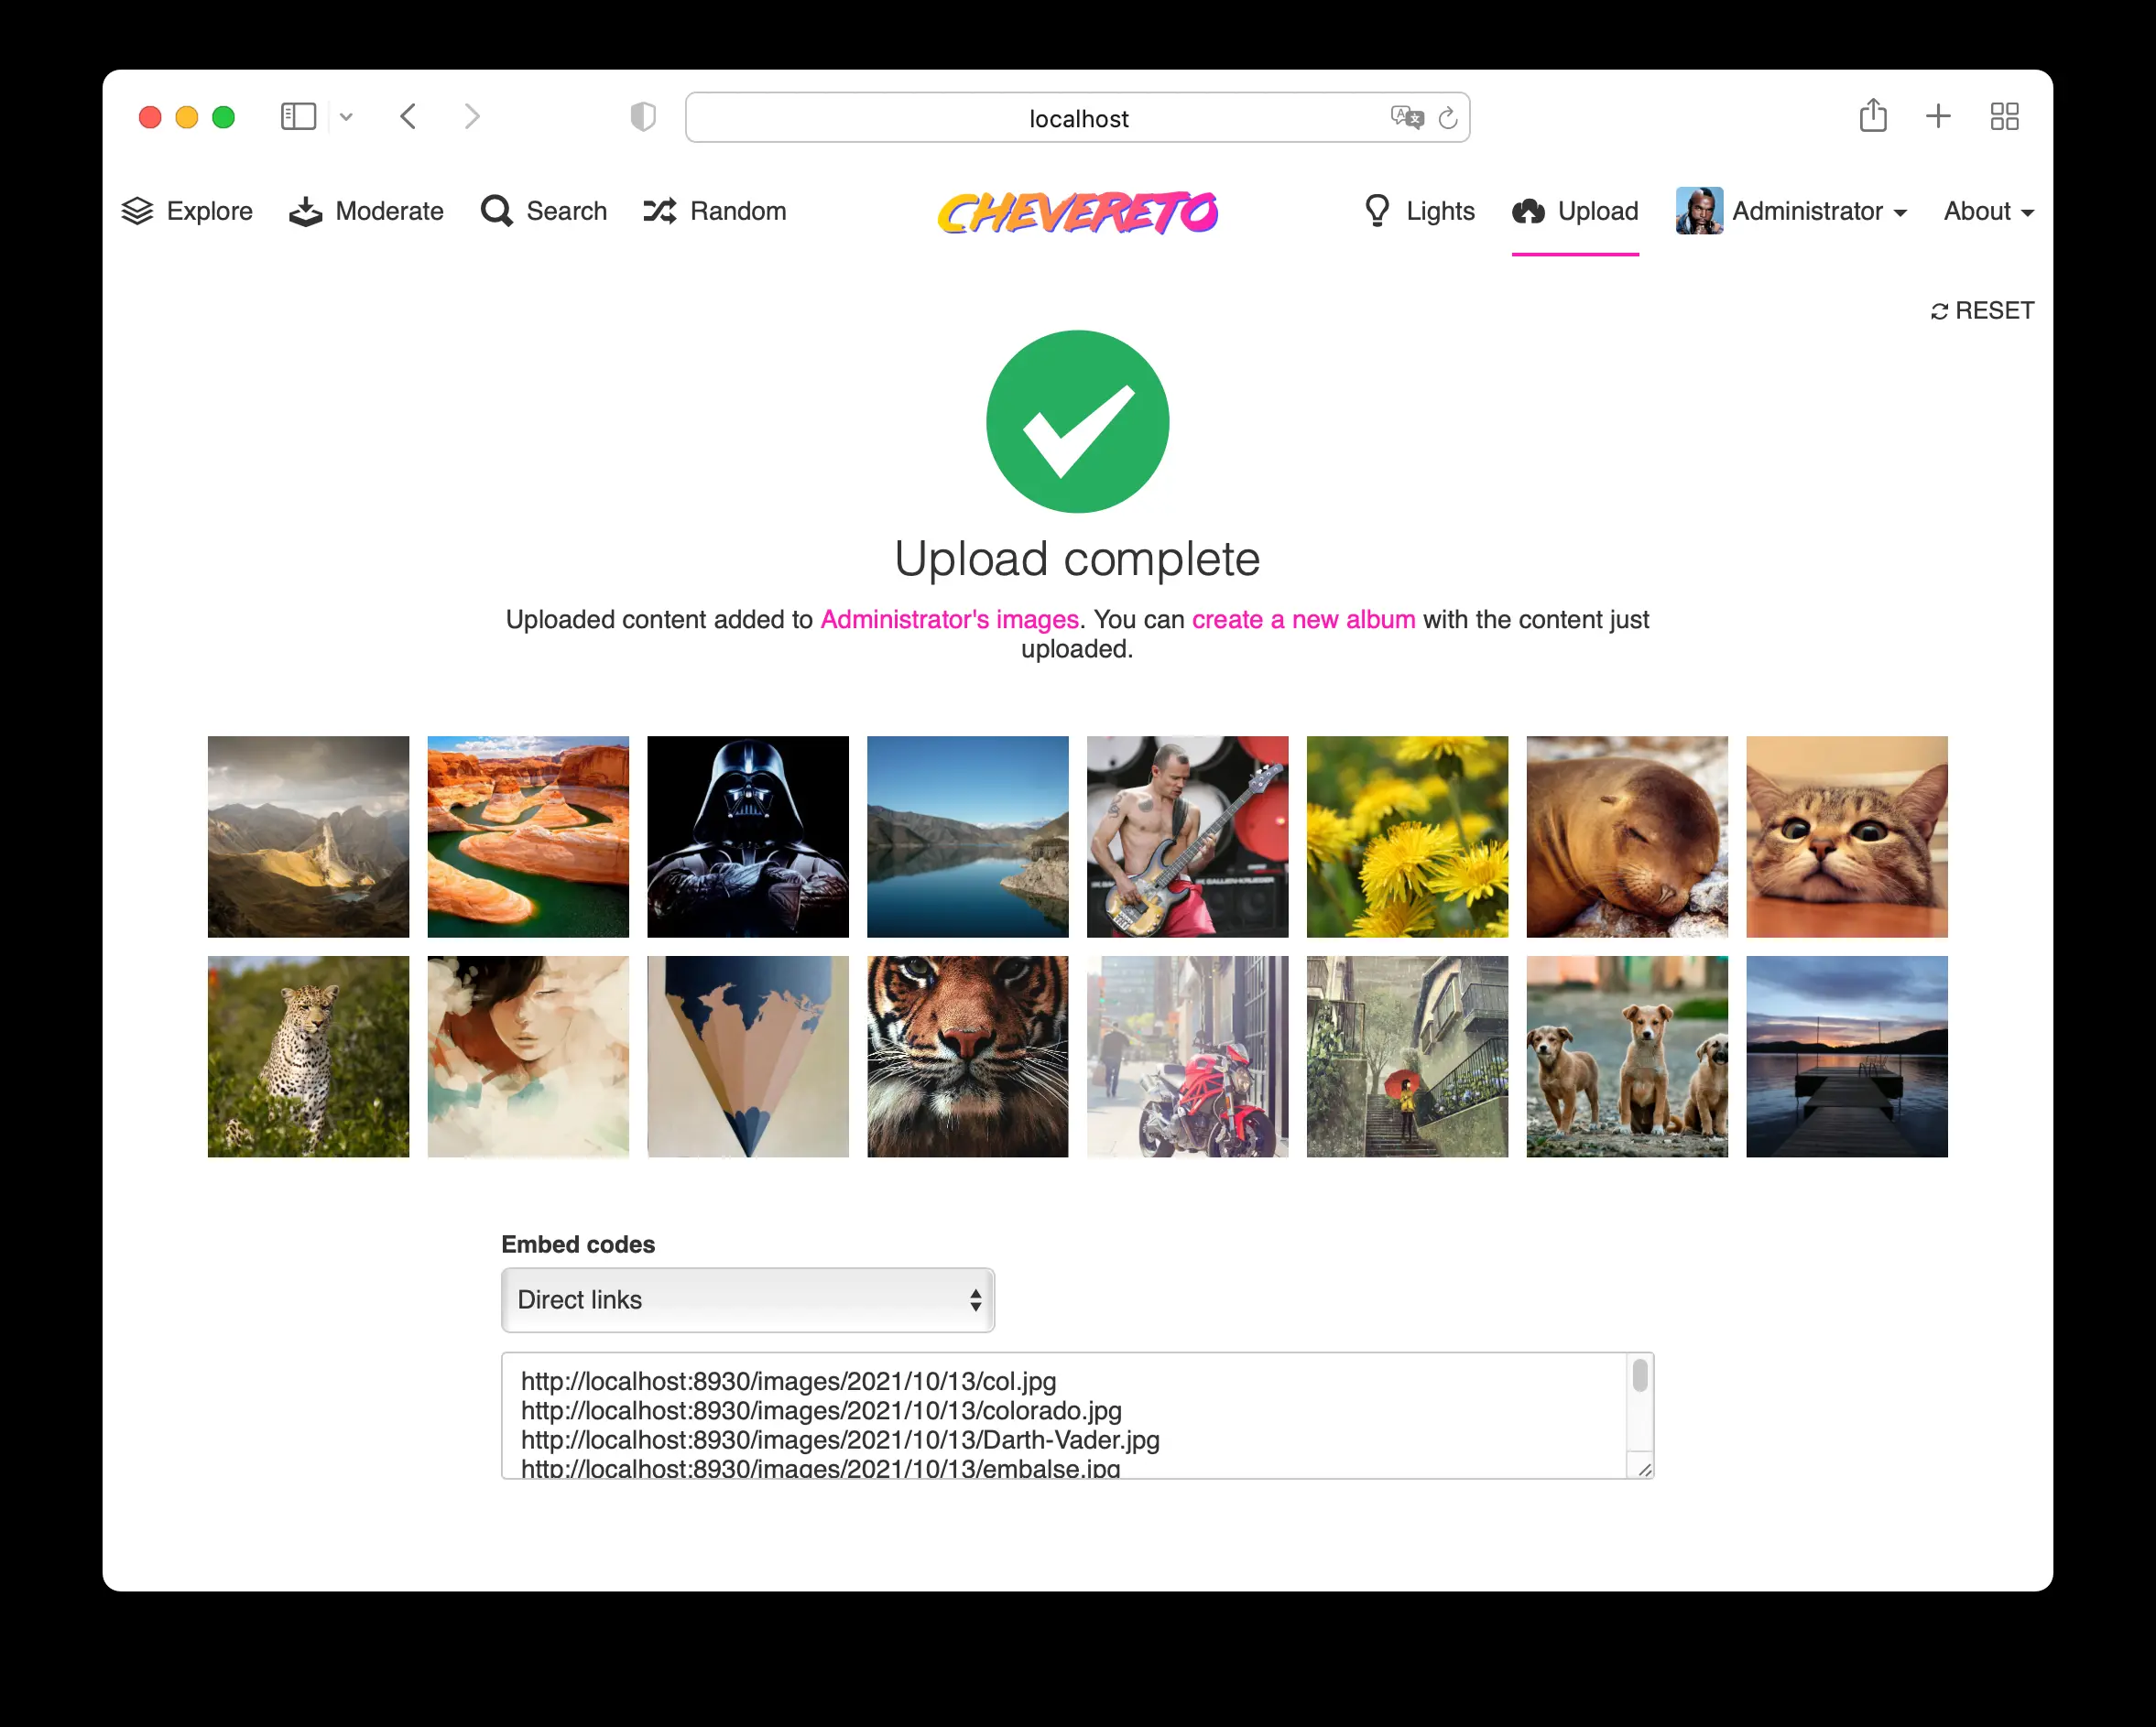 localhost
Explore Moderate Search Random CHEVERETO Lights Upload Administrator About
RESET
Upload complete
Uploaded content added to Administrator's images. You can create a new album with the content just
uploaded.
Embed codes
Direct links
http://localhost:8930/images/2021/10/13/col.jpg
http://localhost:8930/images/2021/10/13/colorado.jpg
http://localhost:8930/images/2021/10/13/Darth-Vader.jpg
http://localhost:8930/images/2021/10/13/embalse.jpg